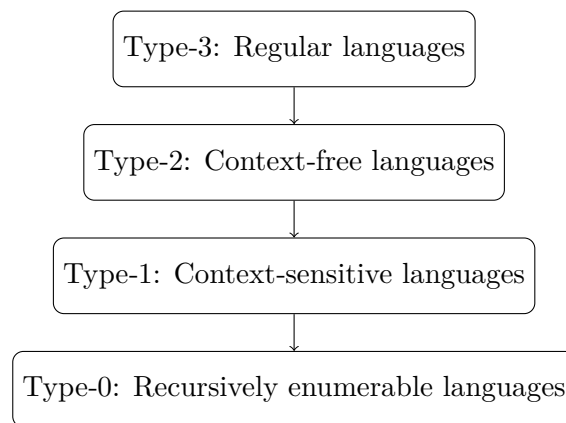 Type-3: Regular languages
Type-2: Context-free languages
Type-1: Context-sensitive languages
Type-0: Recursively enumerable languages